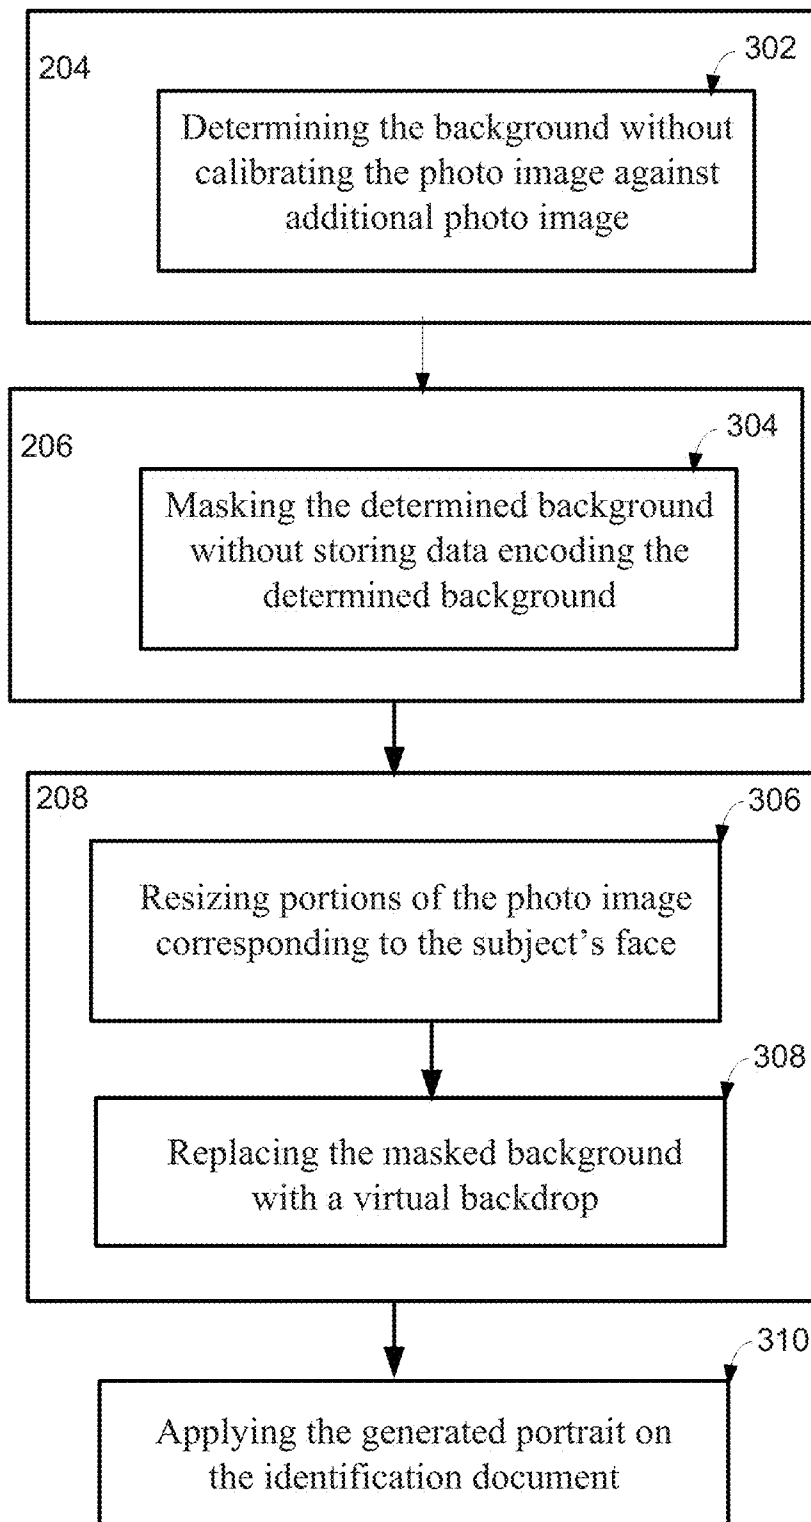 204
302
Determining the background without
calibrating the photo image against
additional photo image
206
304
Masking the determined background
without storing data encoding the
determined background
208
306
Resizing portions of the photo image
corresponding to the subject's face
308
Replacing the masked background
with a virtual backdrop
310
Applying the generated portrait on
the identification document